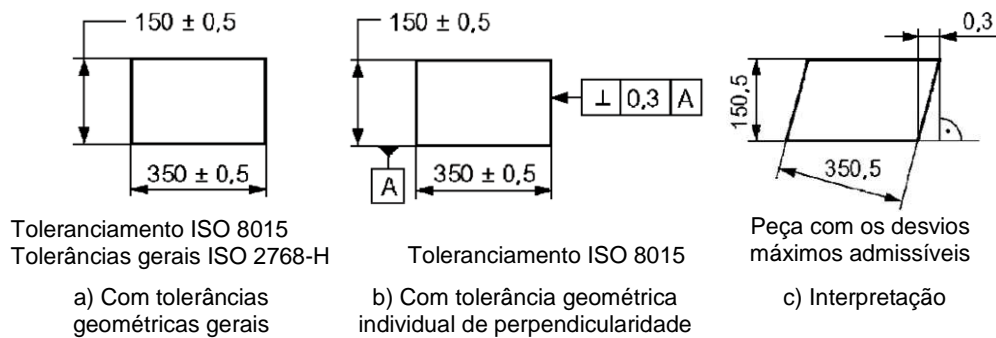 150 ± 0,5
350 ± 0,5
Toleranciamento ISO 8015
Tolerâncias gerais ISO 2768-H
a) Com tolerâncias
geométricas gerais
150 ± 0,5
⊥ 0,3 A
A
350 ± 0,5
Toleranciamento ISO 8015
b) Com tolerância geométrica
individual de perpendicularidade
0,3
150,5
350,5
Peça com os desvios
máximos admissíveis
c) Interpretação